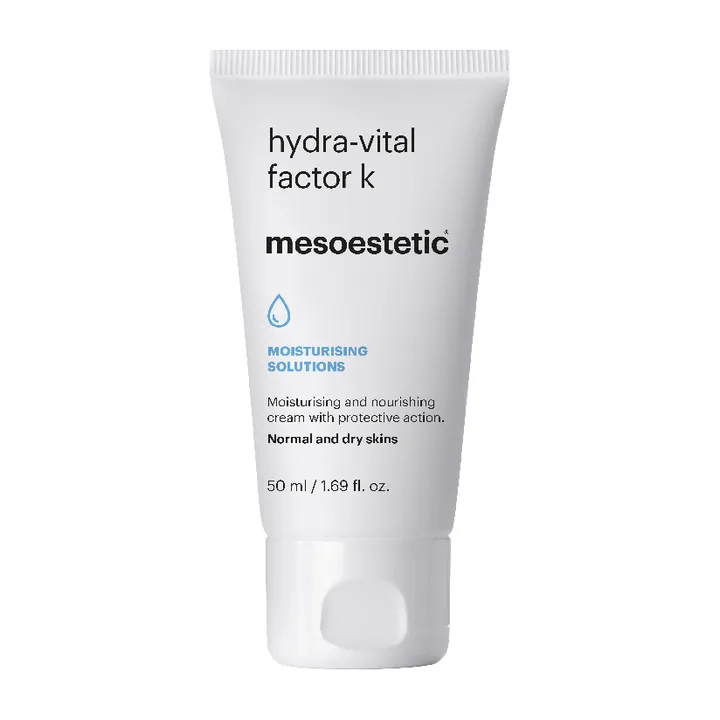 hydra-vital
factor k
mesoestetic®
MOISTURISING
SOLUTIONS
Moisturising and nourishing
cream with protective action.
Normal and dry skins
50 ml / 1.69 fl. oz.